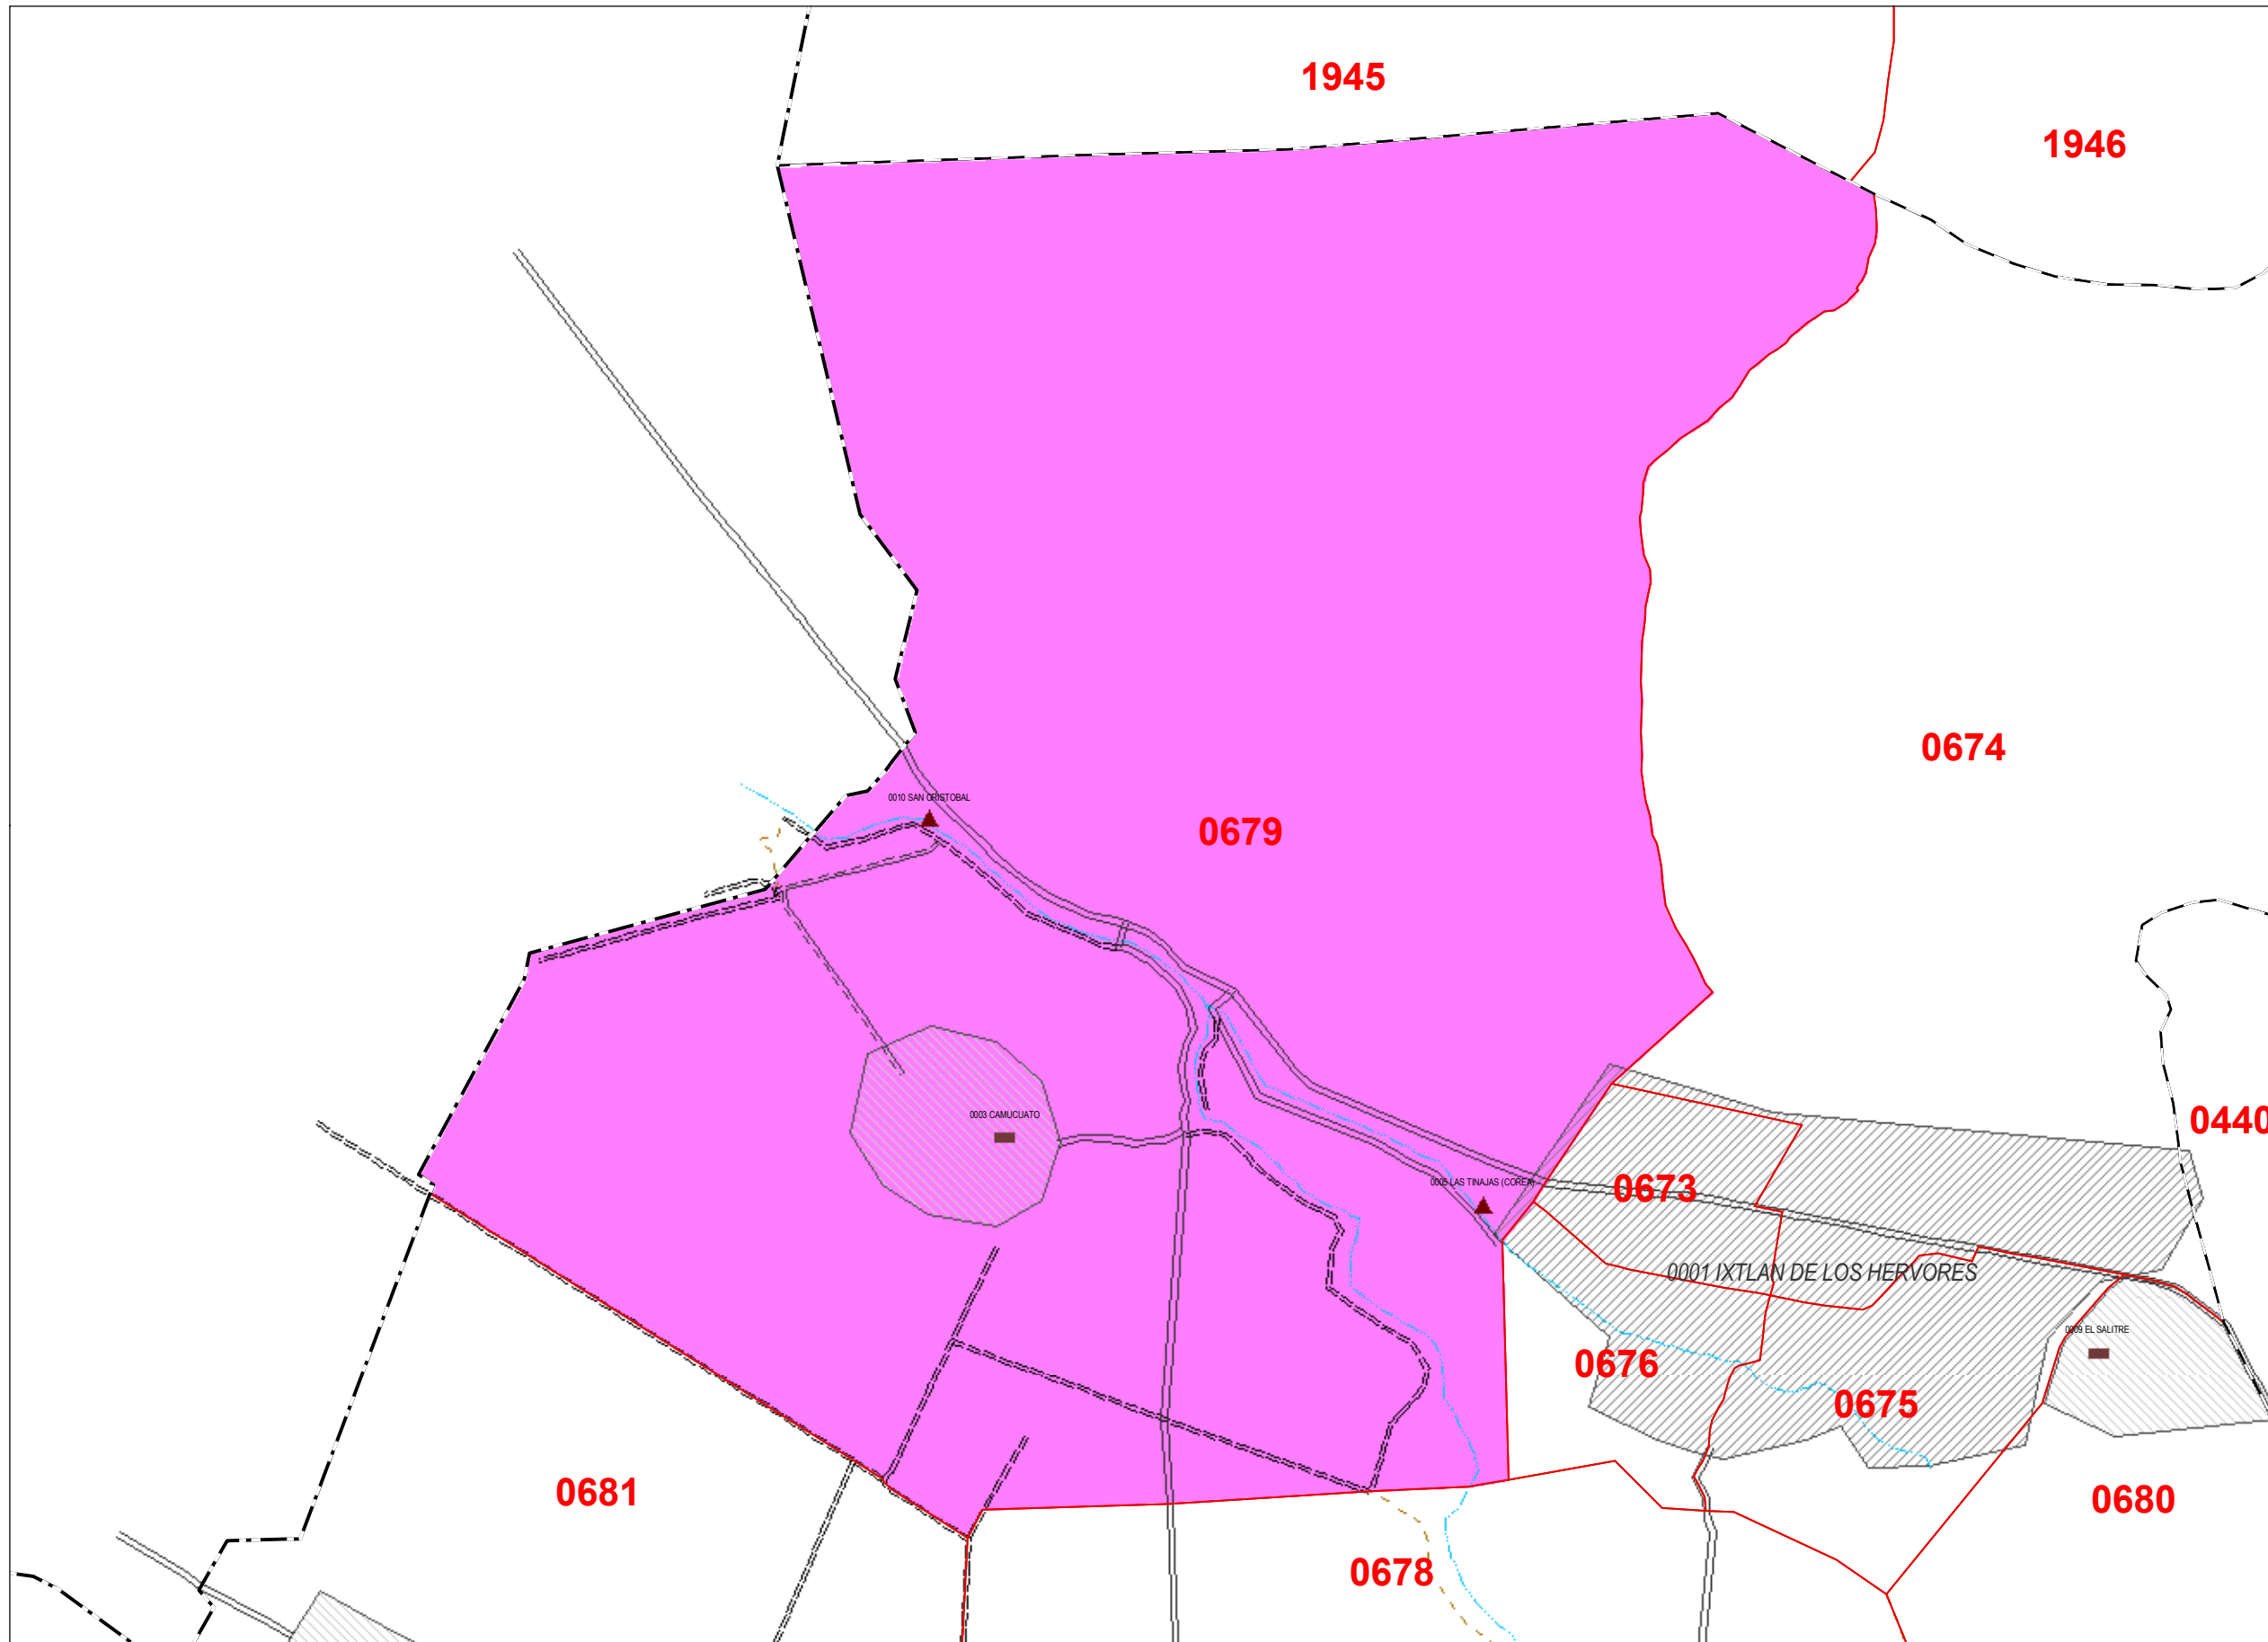 1945
1946
0674
0010 SAN CRISTOBAL
0679
0003 CAMUCUATO
0440
0005 LAS TINAJAS (COREA)
0673
0001 IXTLAN DE LOS HERVORES
0009 EL SALITRE
0676
0675
0681
0680
0678